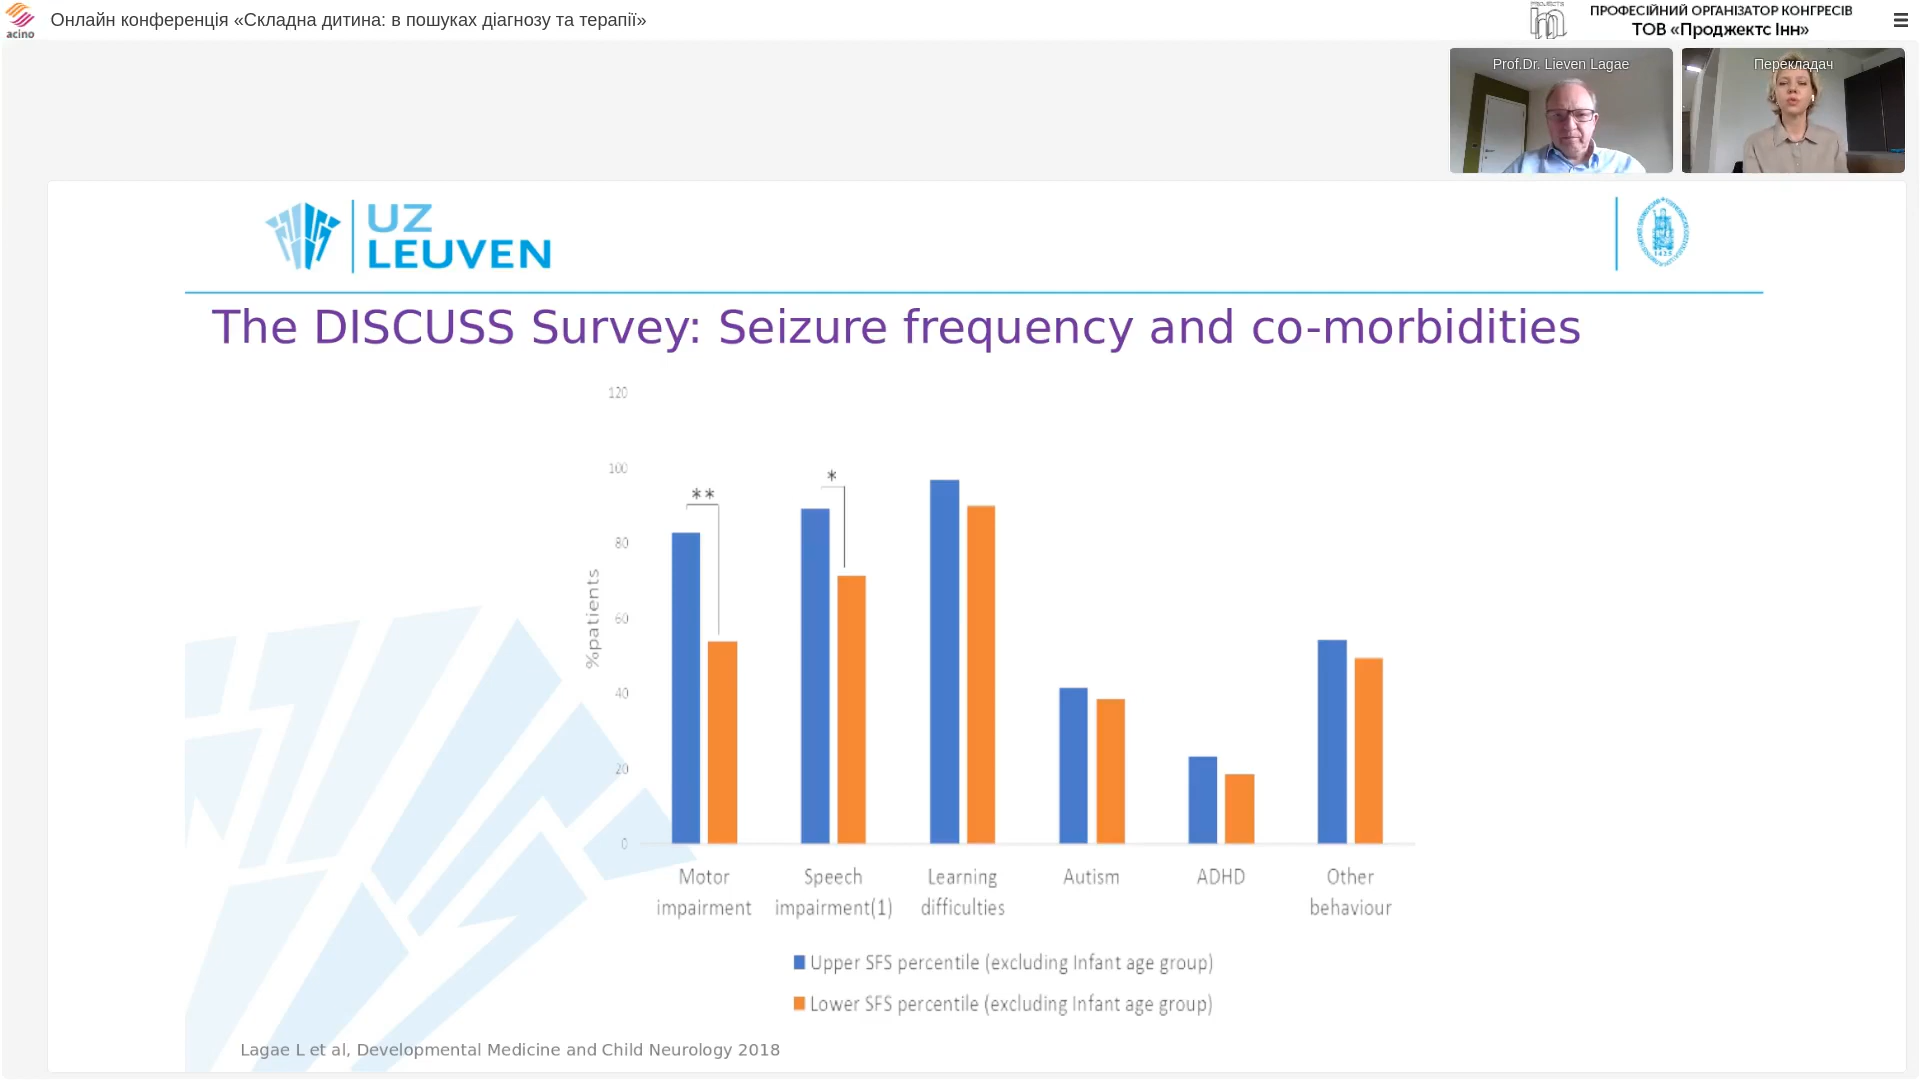 acino
Онлайн конференція «Складна дитина: в пошуках діагнозу та терапії»
ПРОФЕСІЙНИЙ ОРГАНІЗАТОР КОНГРЕСІВ
ТОВ «Проджектс Інн»
Prof.Dr. Lieven Lagae
Перекладач
UZ
LEUVEN
1425
The DISCUSS Survey: Seizure frequency and co-morbidities
120
100
80
60
40
20
0
%patients
**
*
Motor
impairment
Speech
impairment(1)
Learning
difficulties
Autism
ADHD
Other
behaviour
Upper SFS percentile (excluding Infant age group)
Lower SFS percentile (excluding Infant age group)
Lagae L et al, Developmental Medicine and Child Neurology 2018